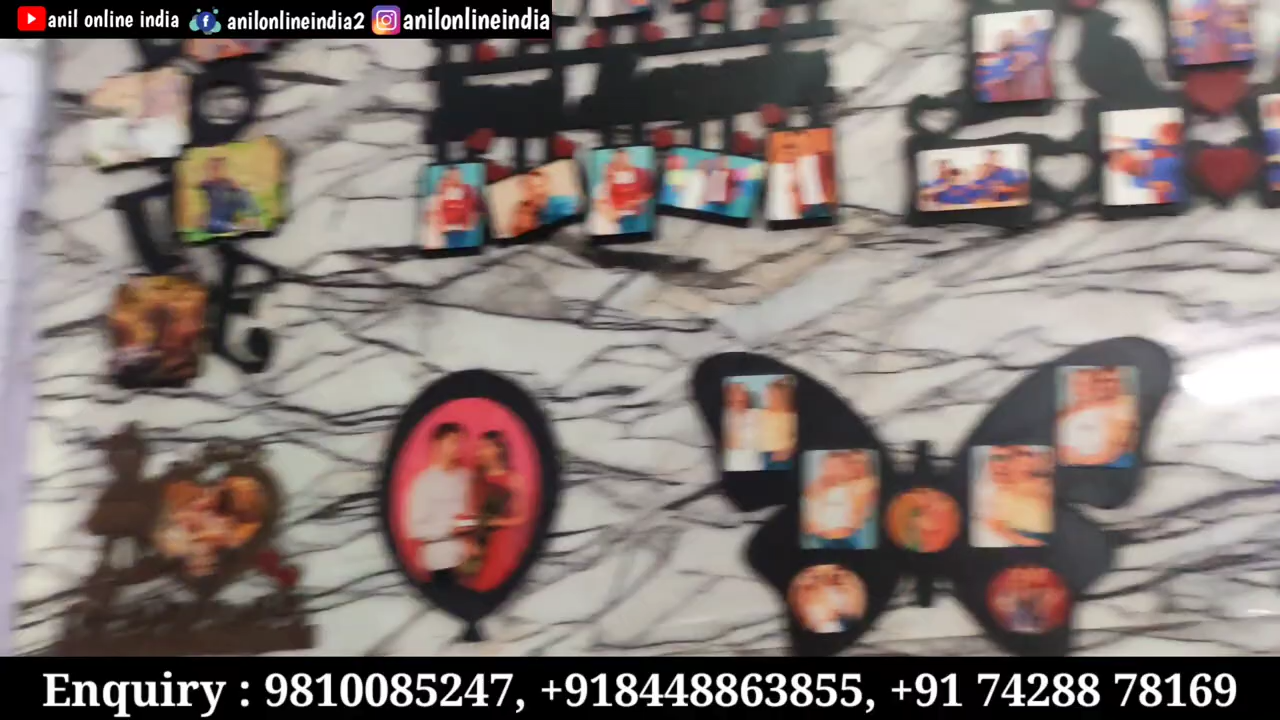 anil online india anilonlineindia2 anilonlineindia
Enquiry : 9810085247, +918448863855, +91 74288 78169